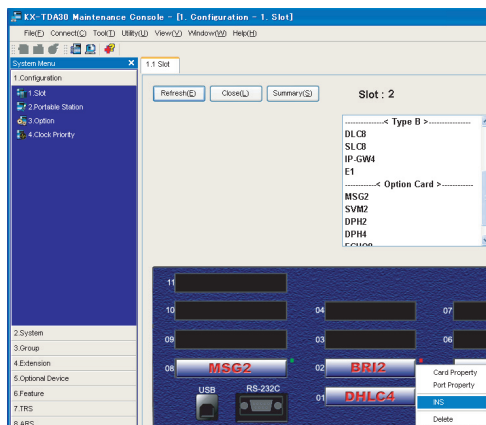 KX-TDA30 Maintenance Console - [1. Configuration - 1. Slot]
File(F) Connect(C) Tool(T) Utility(U) View(V) Window(W) Help(H)
System Menu X
1.1 Slot
1.Configuration
1.Slot
2.Portable Station
3.Option
4.Clock Priority
Refresh(E) Close(L) Summary(S) Slot : 2
---------------< Type B >---------------
DLC8
SLC8
IP-GW4
E1
-------------< Option Card >-----------
MSG2
SVM2
DPH2
DPH4
ECHO8
11
10 04 07
09 03 06
08 MSG2 02 BRI2
USB RS-232C 01 DHLC4
Card Property
Port Property
INS
Delete
2.System
3.Group
4.Extension
5.Optional Device
6.Feature
7.TRS
8.ARS